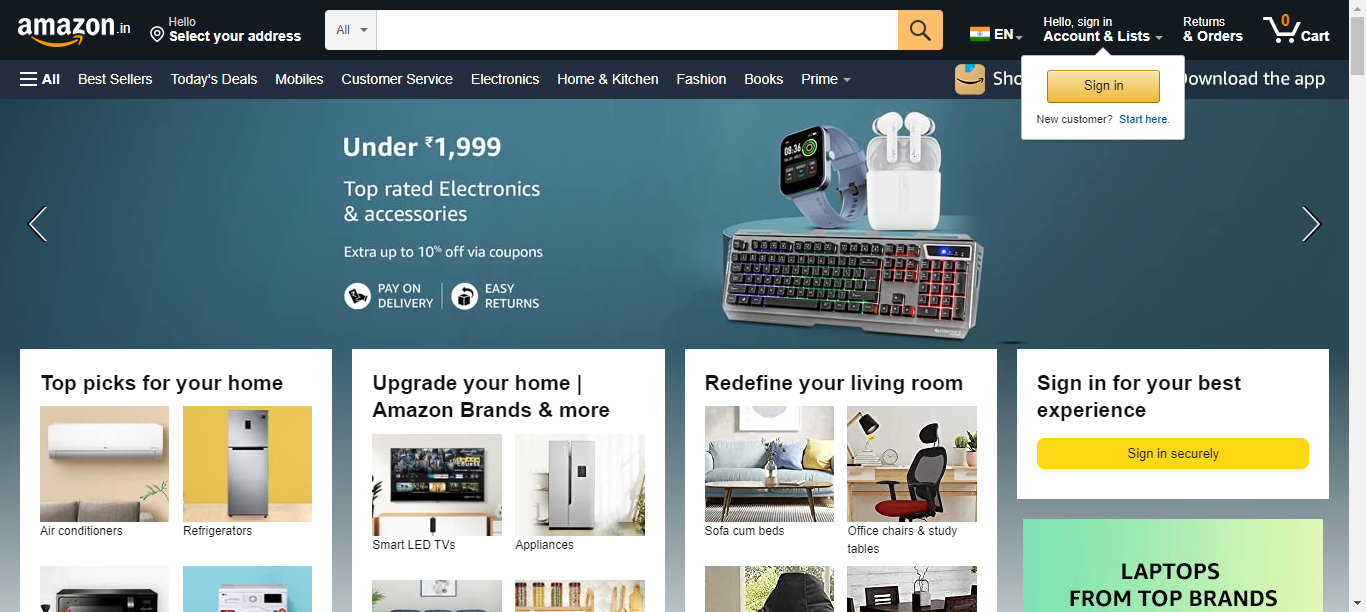 amazon.in
Hello
Select your address
All
EN
Hello, sign in
Account & Lists
Returns
& Orders
0
Cart
All
Best Sellers
Today's Deals
Mobiles
Customer Service
Electronics
Home & Kitchen
Fashion
Books
Prime
Sho
Download the app
Sign in
New customer? Start here.
Under ₹1,999
Top rated Electronics
& accessories
Extra up to 10% off via coupons
PAY ON
DELIVERY
EASY
RETURNS
08:36
Top picks for your home
Air conditioners
Refrigerators
Upgrade your home |
Amazon Brands & more
Smart LED TVs
Appliances
Redefine your living room
Sofa cum beds
Office chairs & study
tables
Sign in for your best
experience
Sign in securely
LAPTOPS
FROM TOP BRANDS